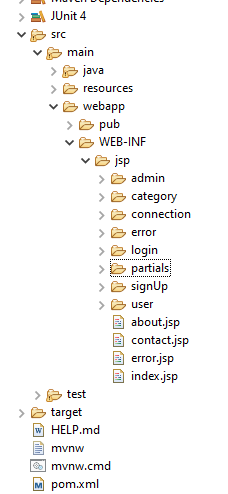 Maven Dependencies
JUnit 4
src
main
java
resources
webapp
pub
WEB-INF
jsp
admin
category
connection
error
login
partials
signUp
user
about.jsp
contact.jsp
error.jsp
index.jsp
test
target
HELP.md
mvnw
mvnw.cmd
pom.xml